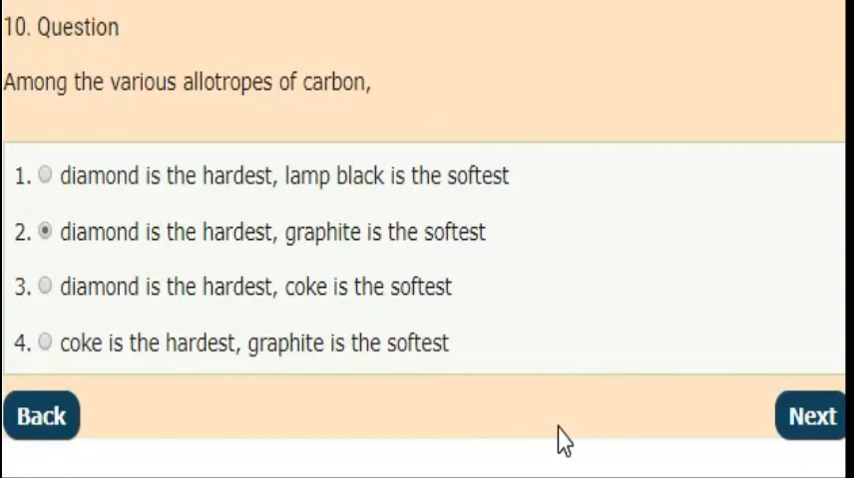 10. Question
Among the various allotropes of carbon,
1. diamond is the hardest, lamp black is the softest
2. diamond is the hardest, graphite is the softest
3. diamond is the hardest, coke is the softest
4. coke is the hardest, graphite is the softest
Back Next